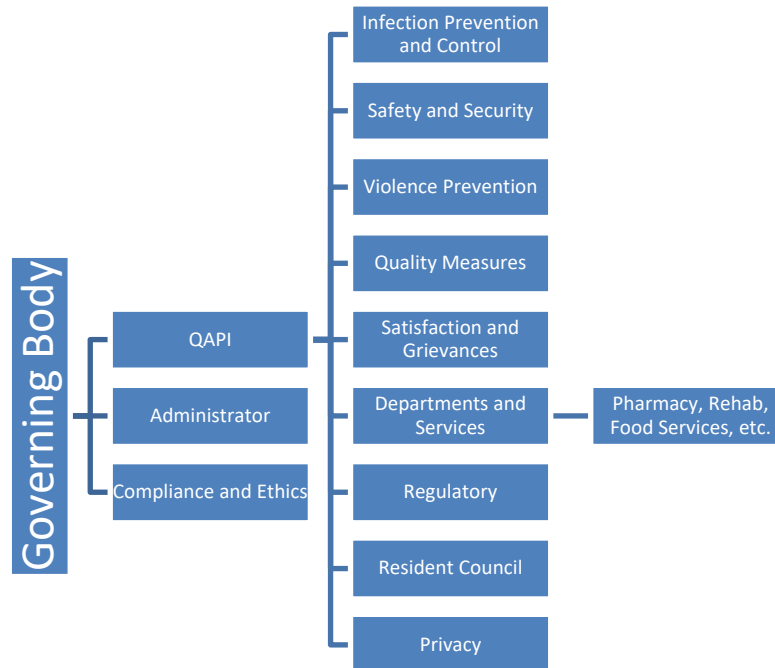 Governing Body
QAPI
Administrator
Compliance and Ethics
Infection Prevention
and Control
Safety and Security
Violence Prevention
Quality Measures
Satisfaction and
Grievances
Departments and
Services
Regulatory
Resident Council
Privacy
Pharmacy, Rehab,
Food Services, etc.